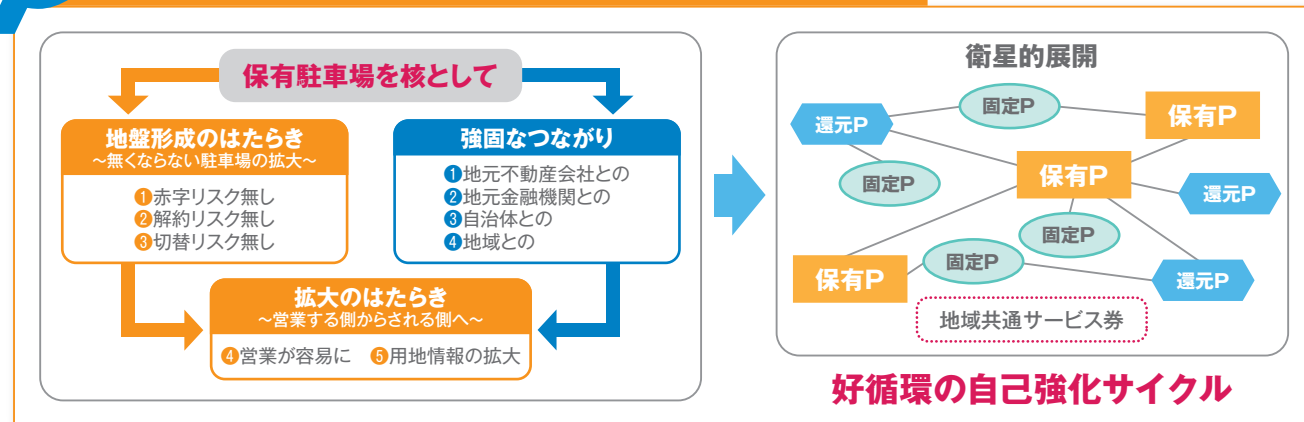 保有駐車場を核として
地盤形成のはたらき
～無くならない駐車場の拡大～
❶赤字リスク無し
❷解約リスク無し
❸切替リスク無し
強固なつながり
❶地元不動産会社との
❷地元金融機関との
❸自治体との
❹地域との
拡大のはたらき
～営業する側からされる側へ～
❹営業が容易に ❺用地情報の拡大
衛星的展開
固定P
還元P
保有P
固定P
保有P
還元P
固定P
固定P
保有P
還元P
地域共通サービス券
好循環の自己強化サイクル